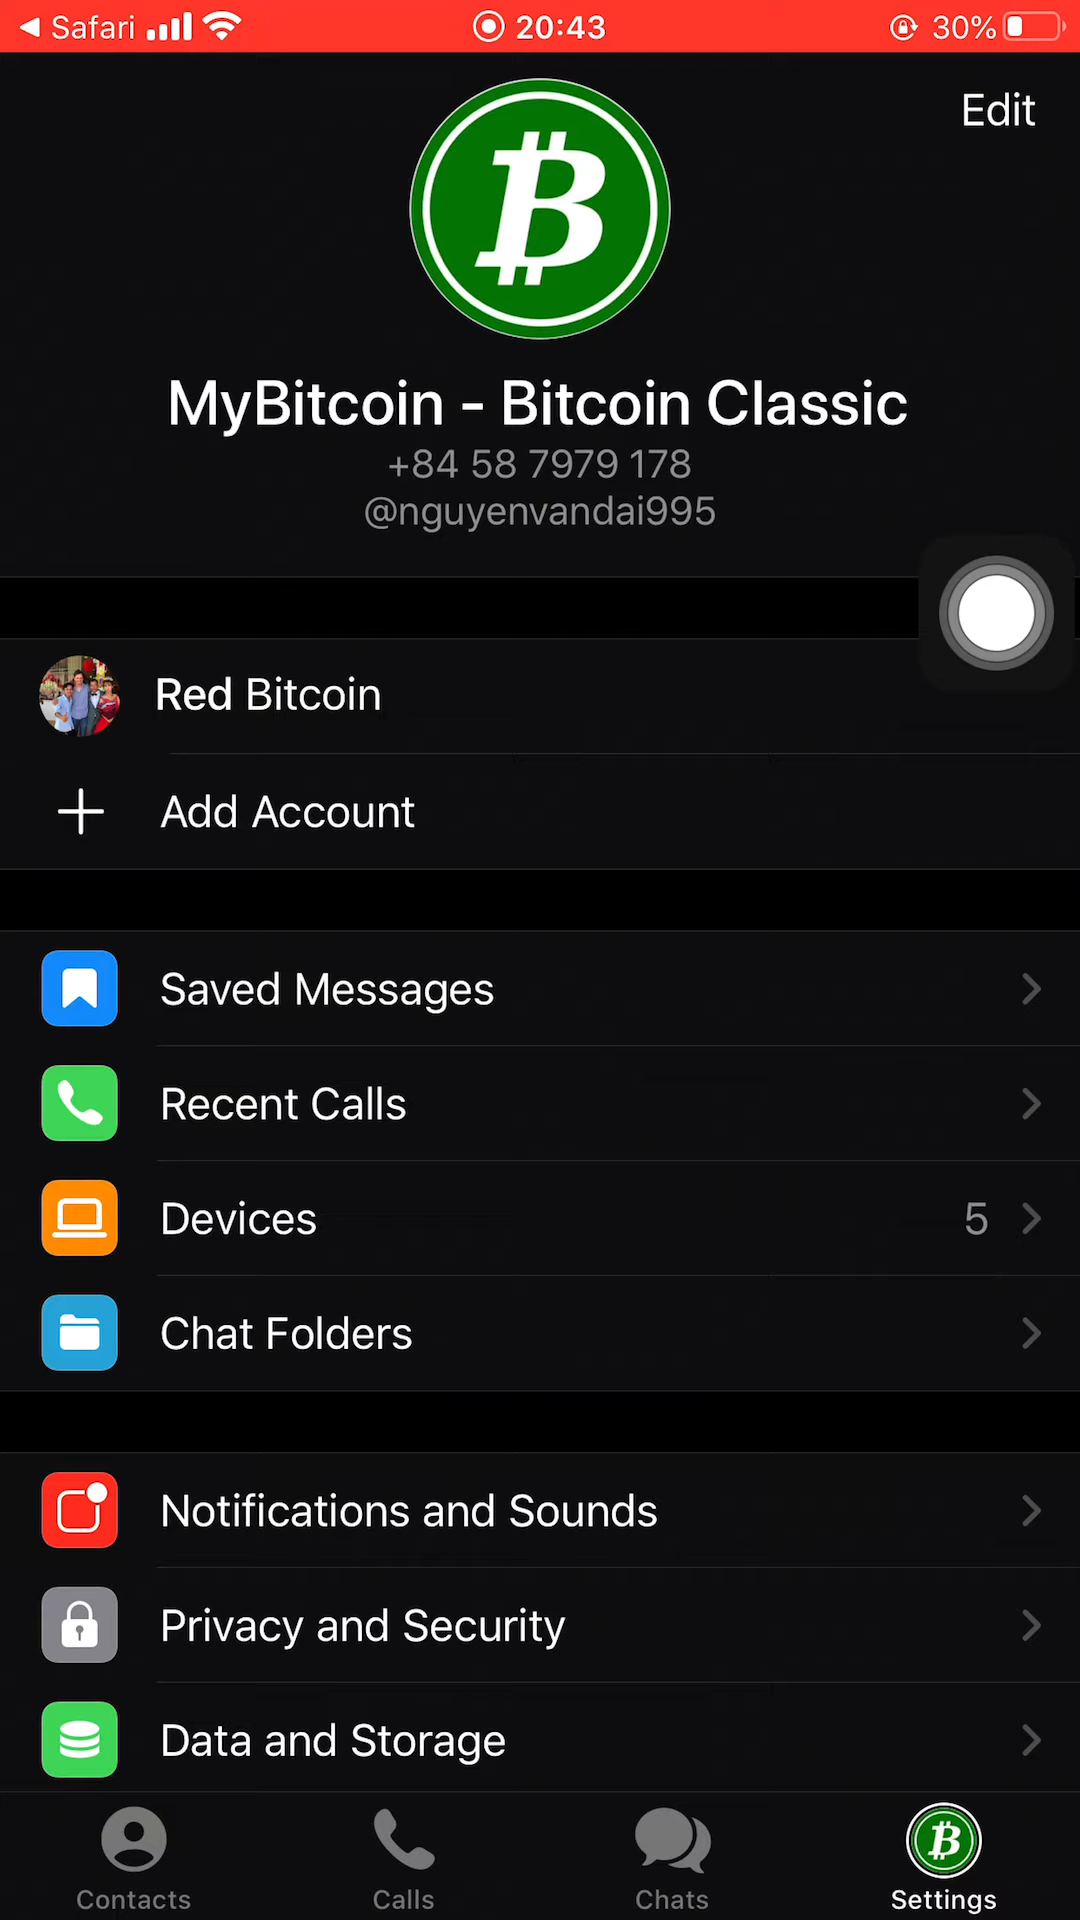 Safari 20:43 30%
Edit
MyBitcoin - Bitcoin Classic
+84 58 7979 178
@nguyenvandai995
Red Bitcoin
Add Account
Saved Messages
Recent Calls
Devices 5
Chat Folders
Notifications and Sounds
Privacy and Security
Data and Storage
Contacts Calls Chats Settings